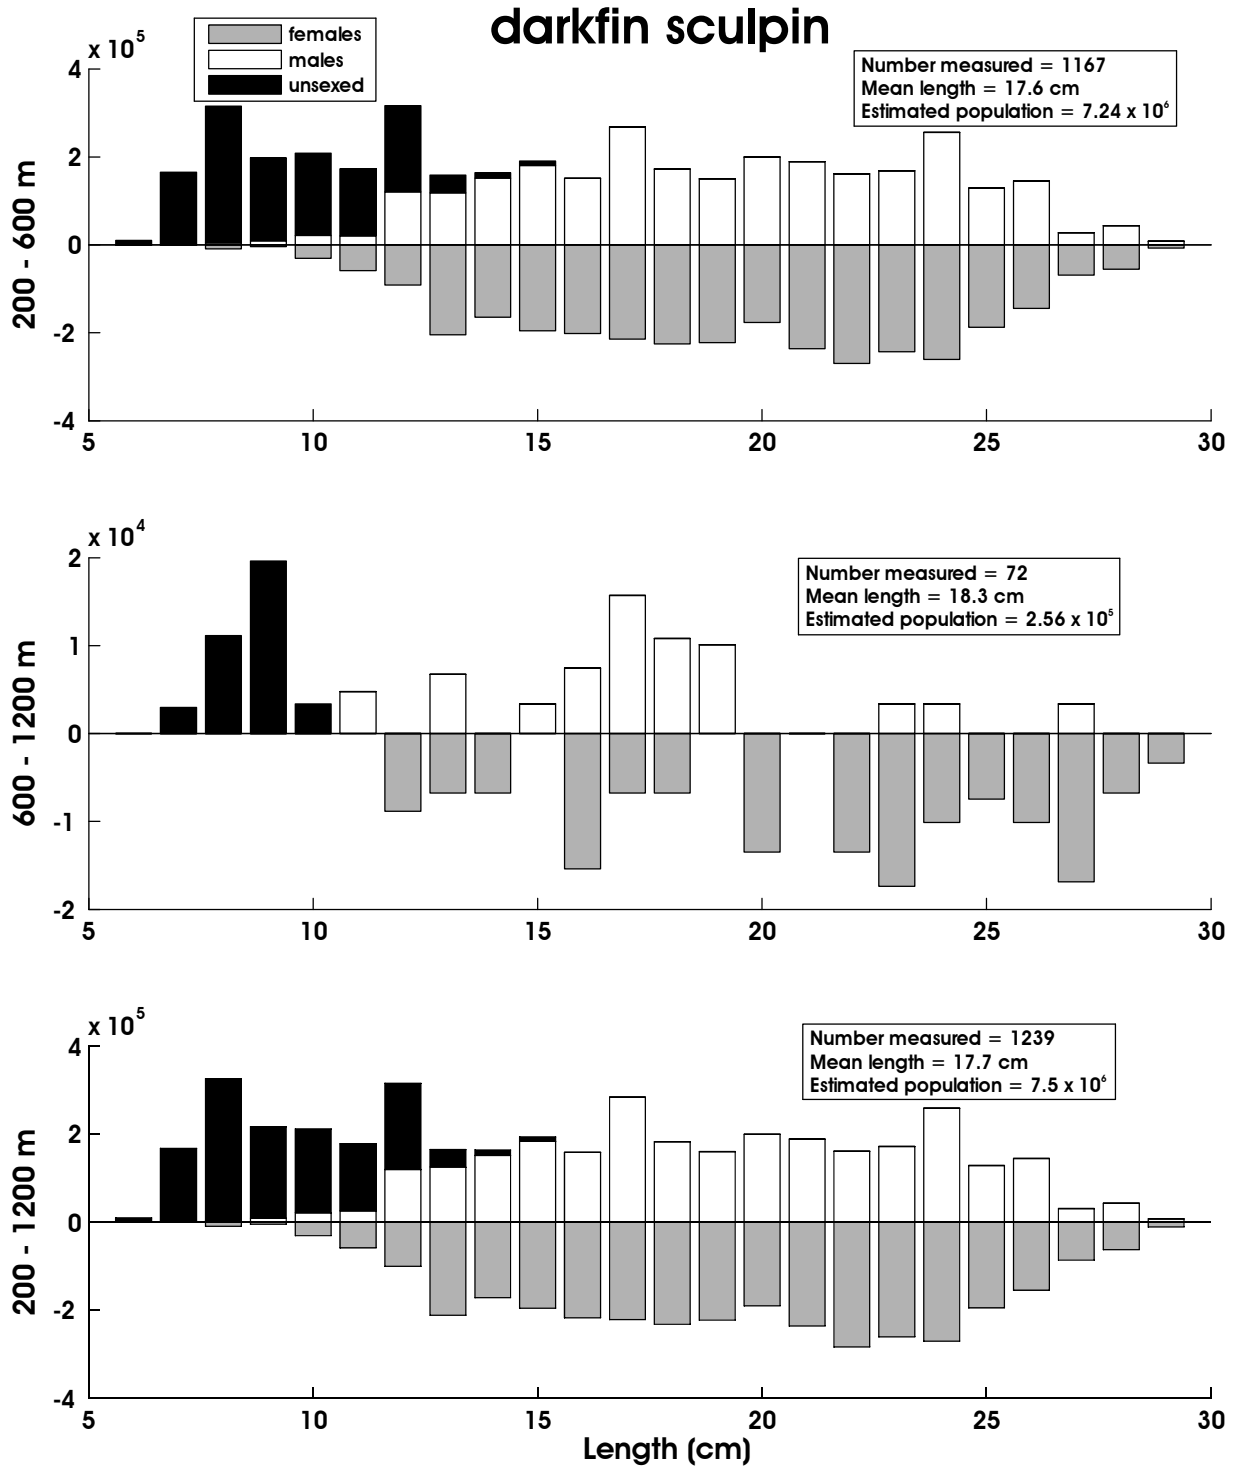 darkfin sculpin
females
males
unsexed
x 10^5
Number measured = 1167
Mean length = 17.6 cm
Estimated population = 7.24 x 10^6
4
2
0
-2
-4
200 - 600 m
5 10 15 20 25 30
x 10^4
Number measured = 72
Mean length = 18.3 cm
Estimated population = 2.56 x 10^5
2
1
0
-1
-2
600 - 1200 m
5 10 15 20 25 30
x 10^5
Number measured = 1239
Mean length = 17.7 cm
Estimated population = 7.5 x 10^6
4
2
0
-2
-4
200 - 1200 m
5 10 15 20 25 30
Length (cm)